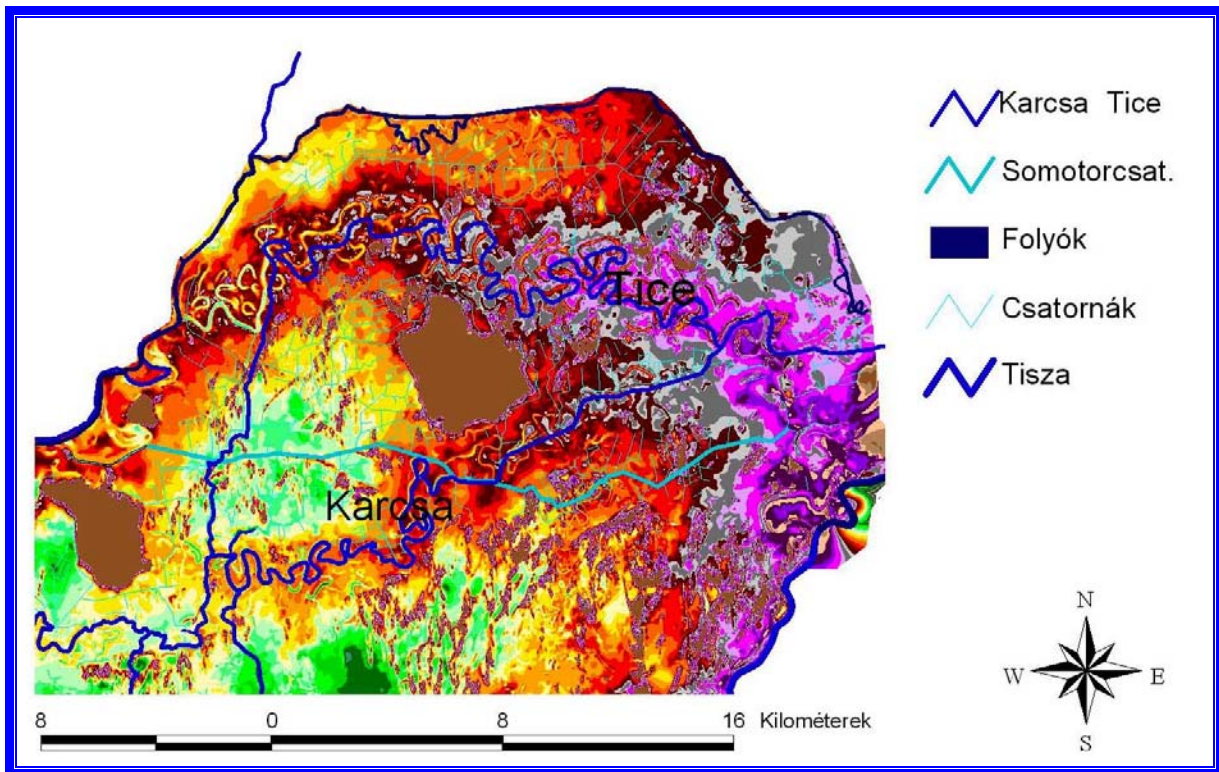 Karcsa Tice
Somotorcsat.
Folyók
Csatornák
Tisza
Tice
Karcsa
N
W E
S
8 0 8 16 Kilométerek